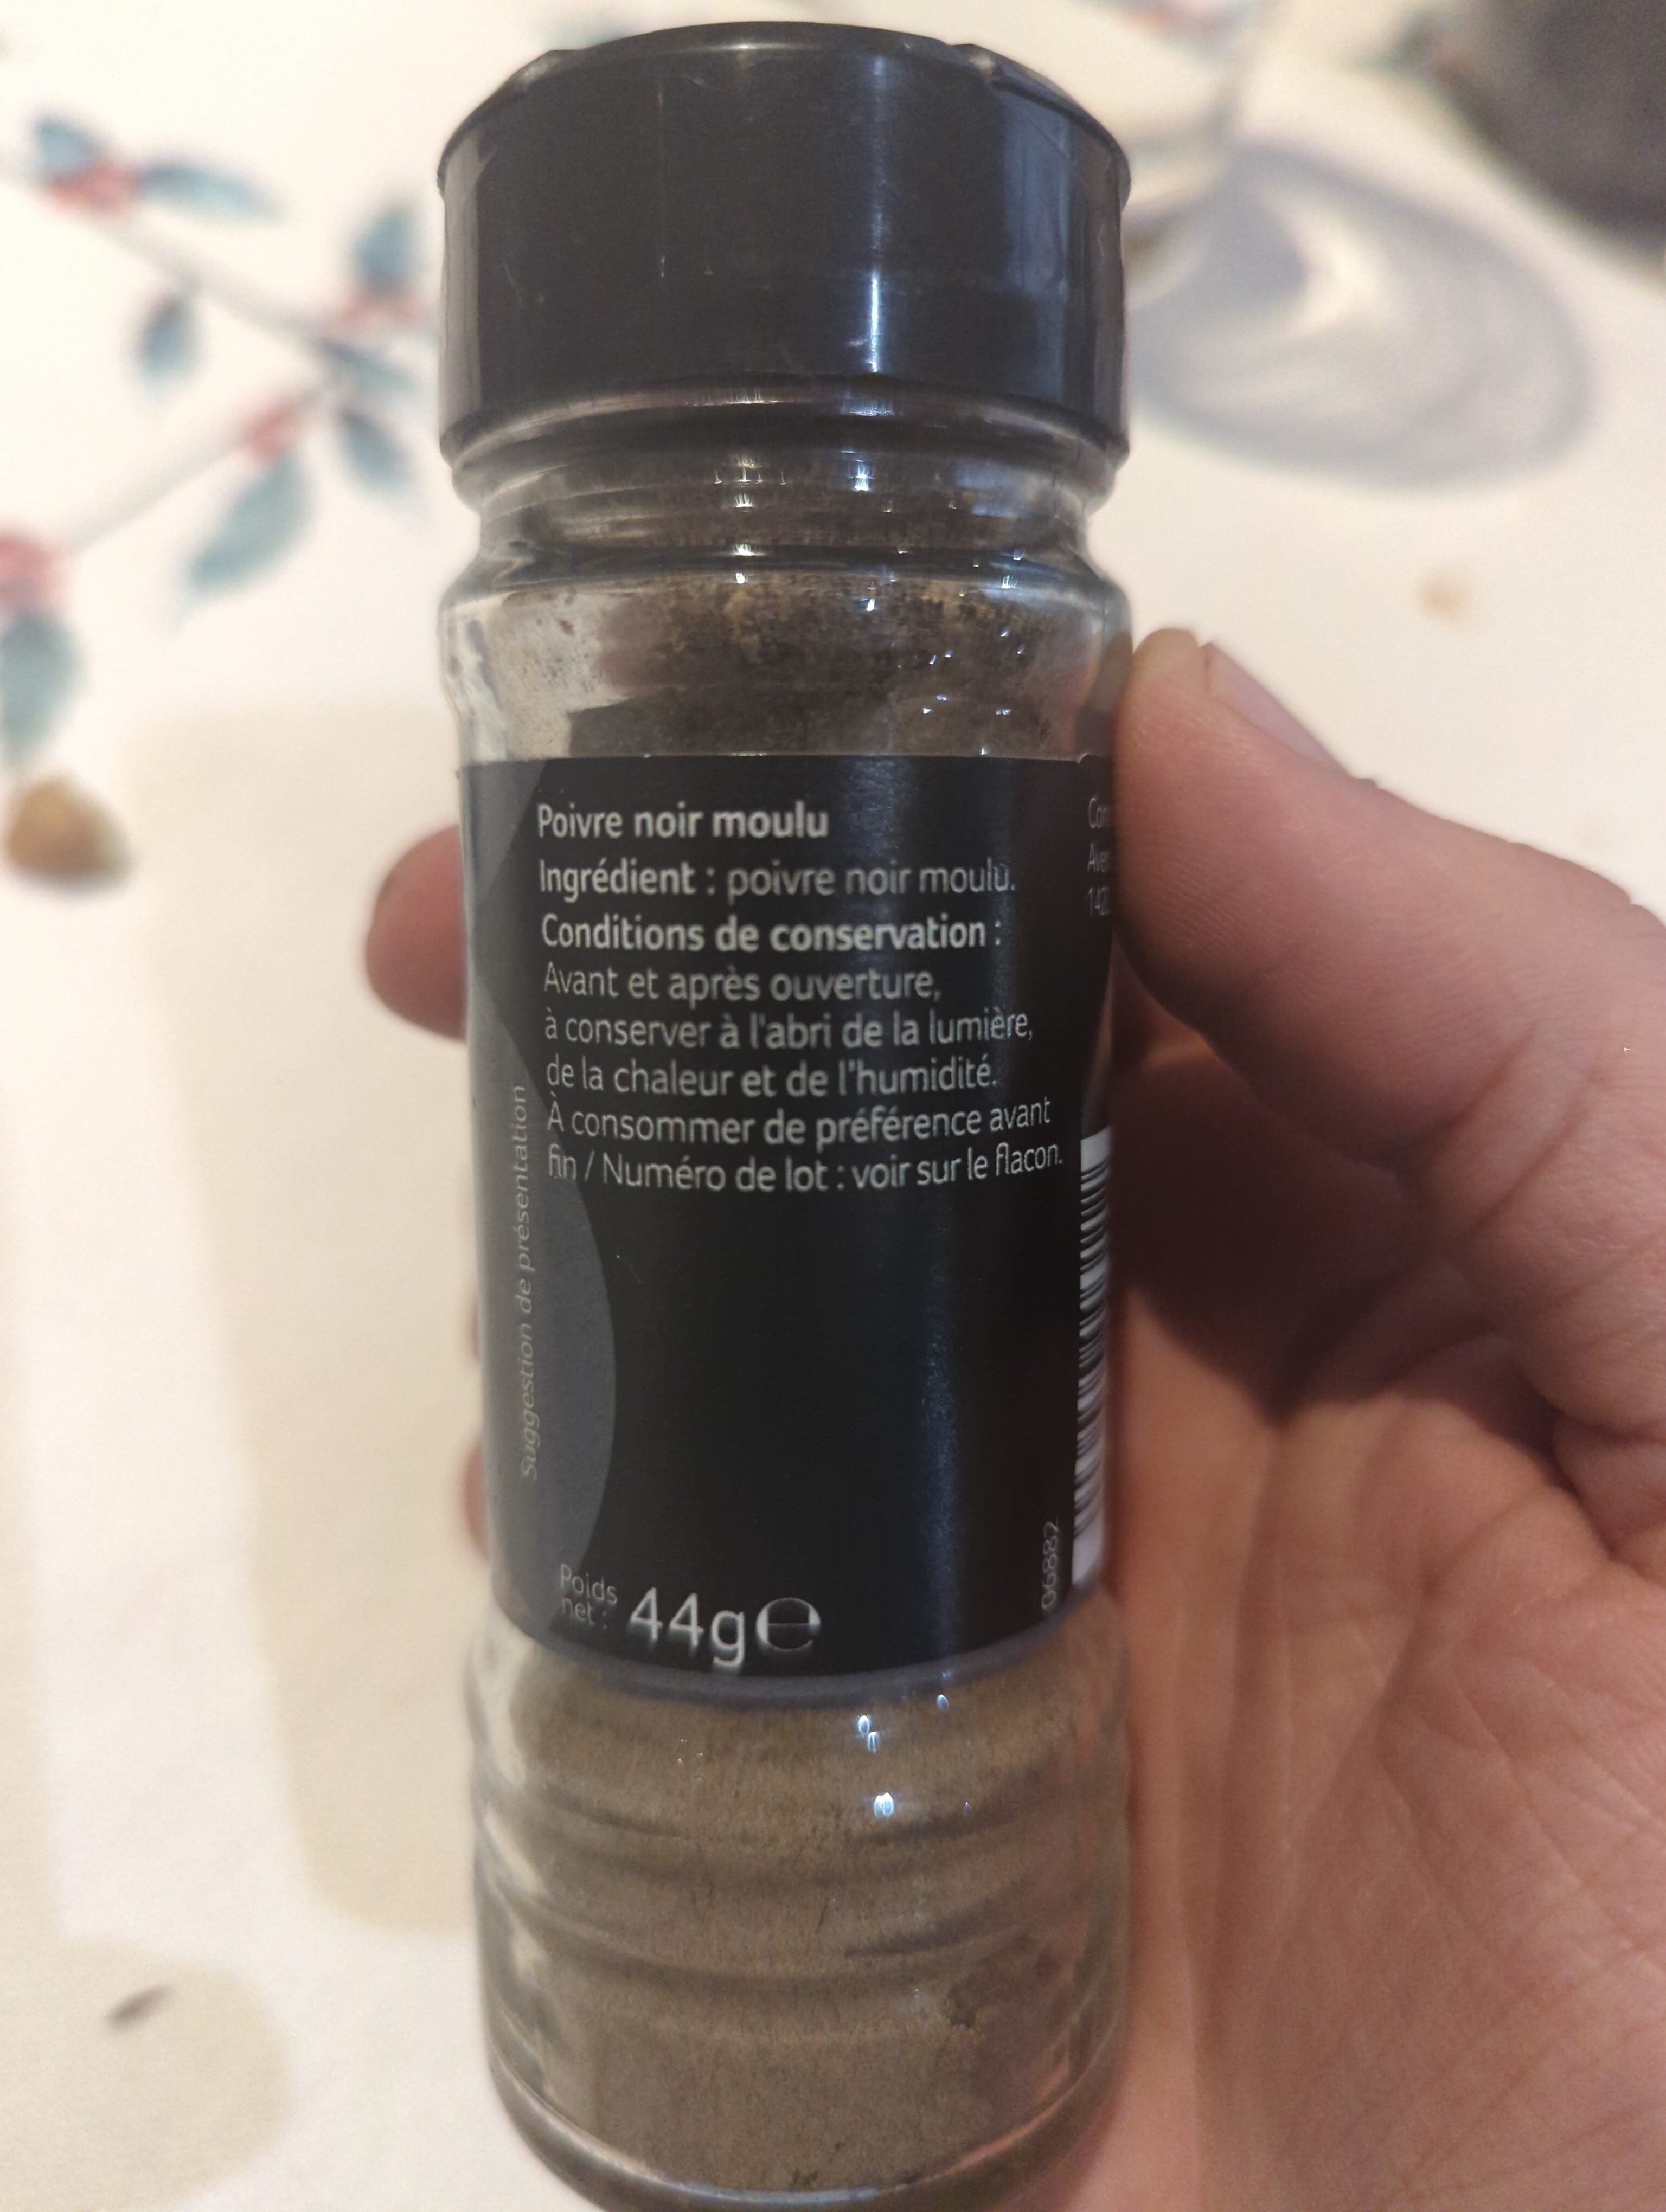 Poivre noir moulu
Ingrédient : poivre noir moulu.
Conditions de conservation :
Avant et après ouverture,
à conserver à l'abri de la lumière,
de la chaleur et de l'humidité.
À consommer de préférence avant
fin / Numéro de lot : voir sur le flacon.
Suggestion de présentation
Poids
net :
44g℮
06882